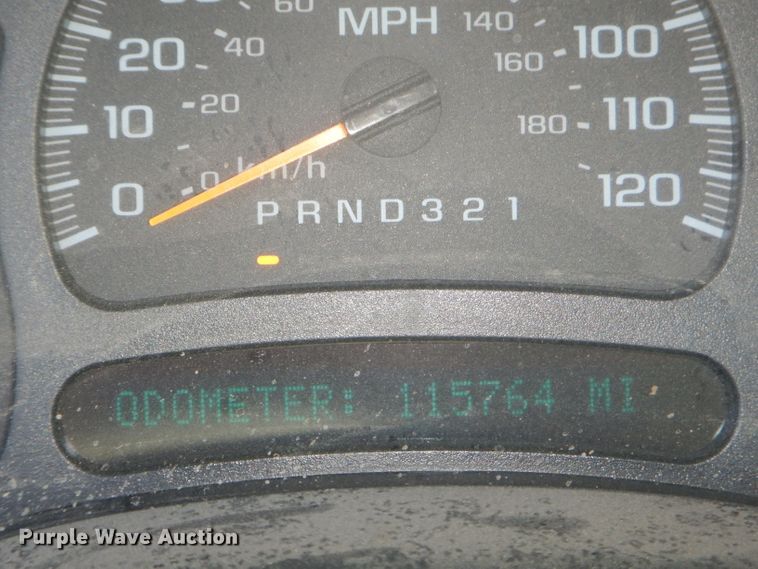 60 MPH 140 100
20 40 160
10 20 180 110
0 0 km/h 120
PRND321
ODOMETER: 115764 MI
Purple Wave Auction®